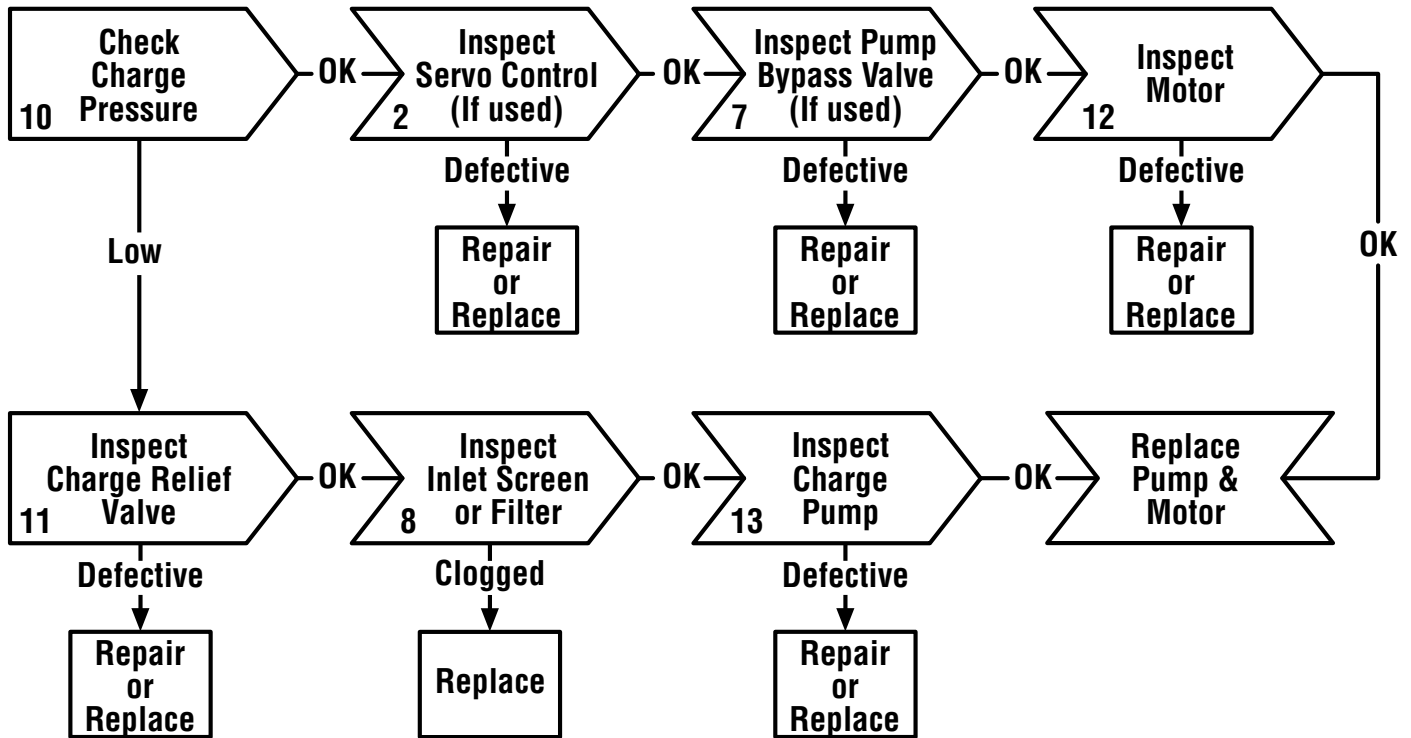 Check
Charge
Pressure
10
OK
Inspect
Servo Control
(If used)
2
OK
Inspect Pump
Bypass Valve
(If used)
7
OK
Inspect
Motor
12
Defective
Repair
or
Replace
Defective
Repair
or
Replace
Defective
Repair
or
Replace
Low
OK
Inspect
Charge Relief
Valve
11
OK
Inspect
Inlet Screen
or Filter
8
OK
Inspect
Charge
Pump
13
OK
Replace
Pump &
Motor
Defective
Repair
or
Replace
Clogged
Replace
Defective
Repair
or
Replace